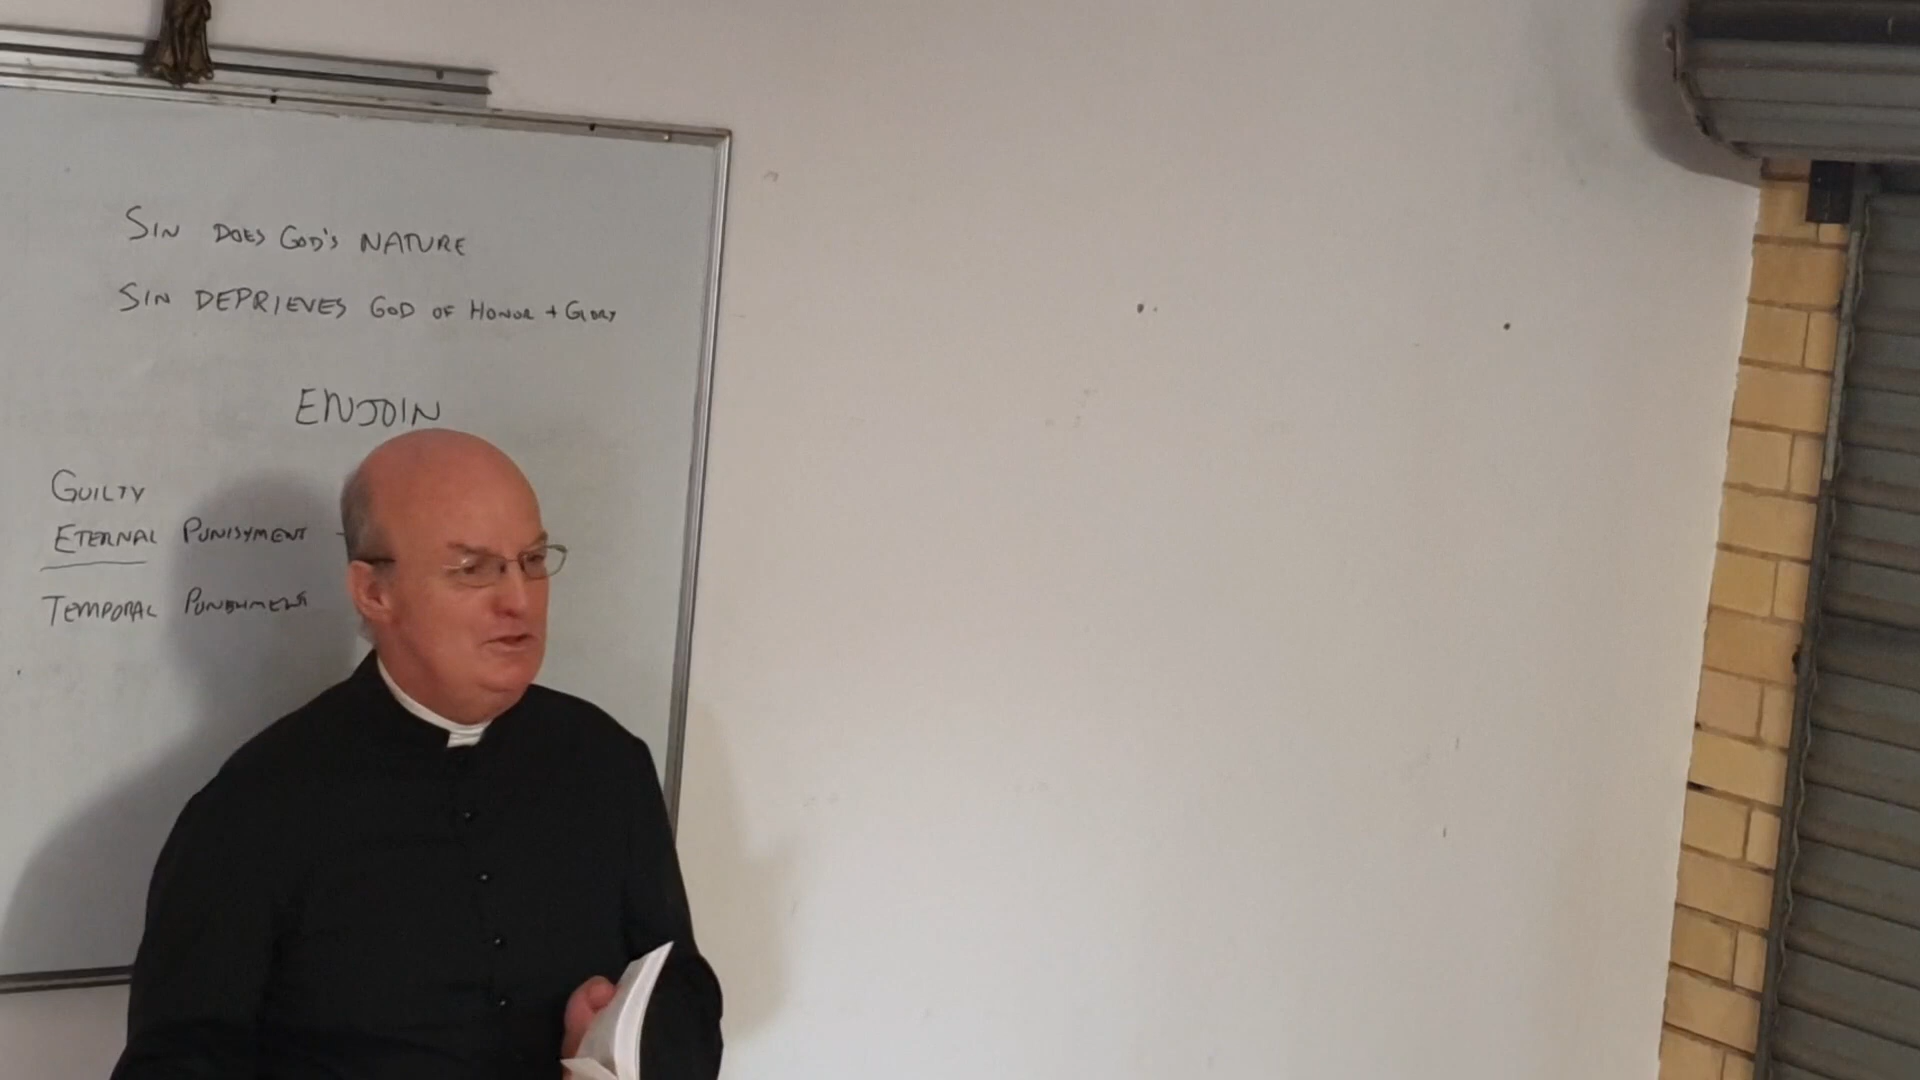 SIN DOES GOD'S NATURE
SIN DEPRIEVES GOD OF HONOR + GLORY
ENJOIN
GUILTY
ETERNAL PUNISYMENT
TEMPORAL PUNISHMENT